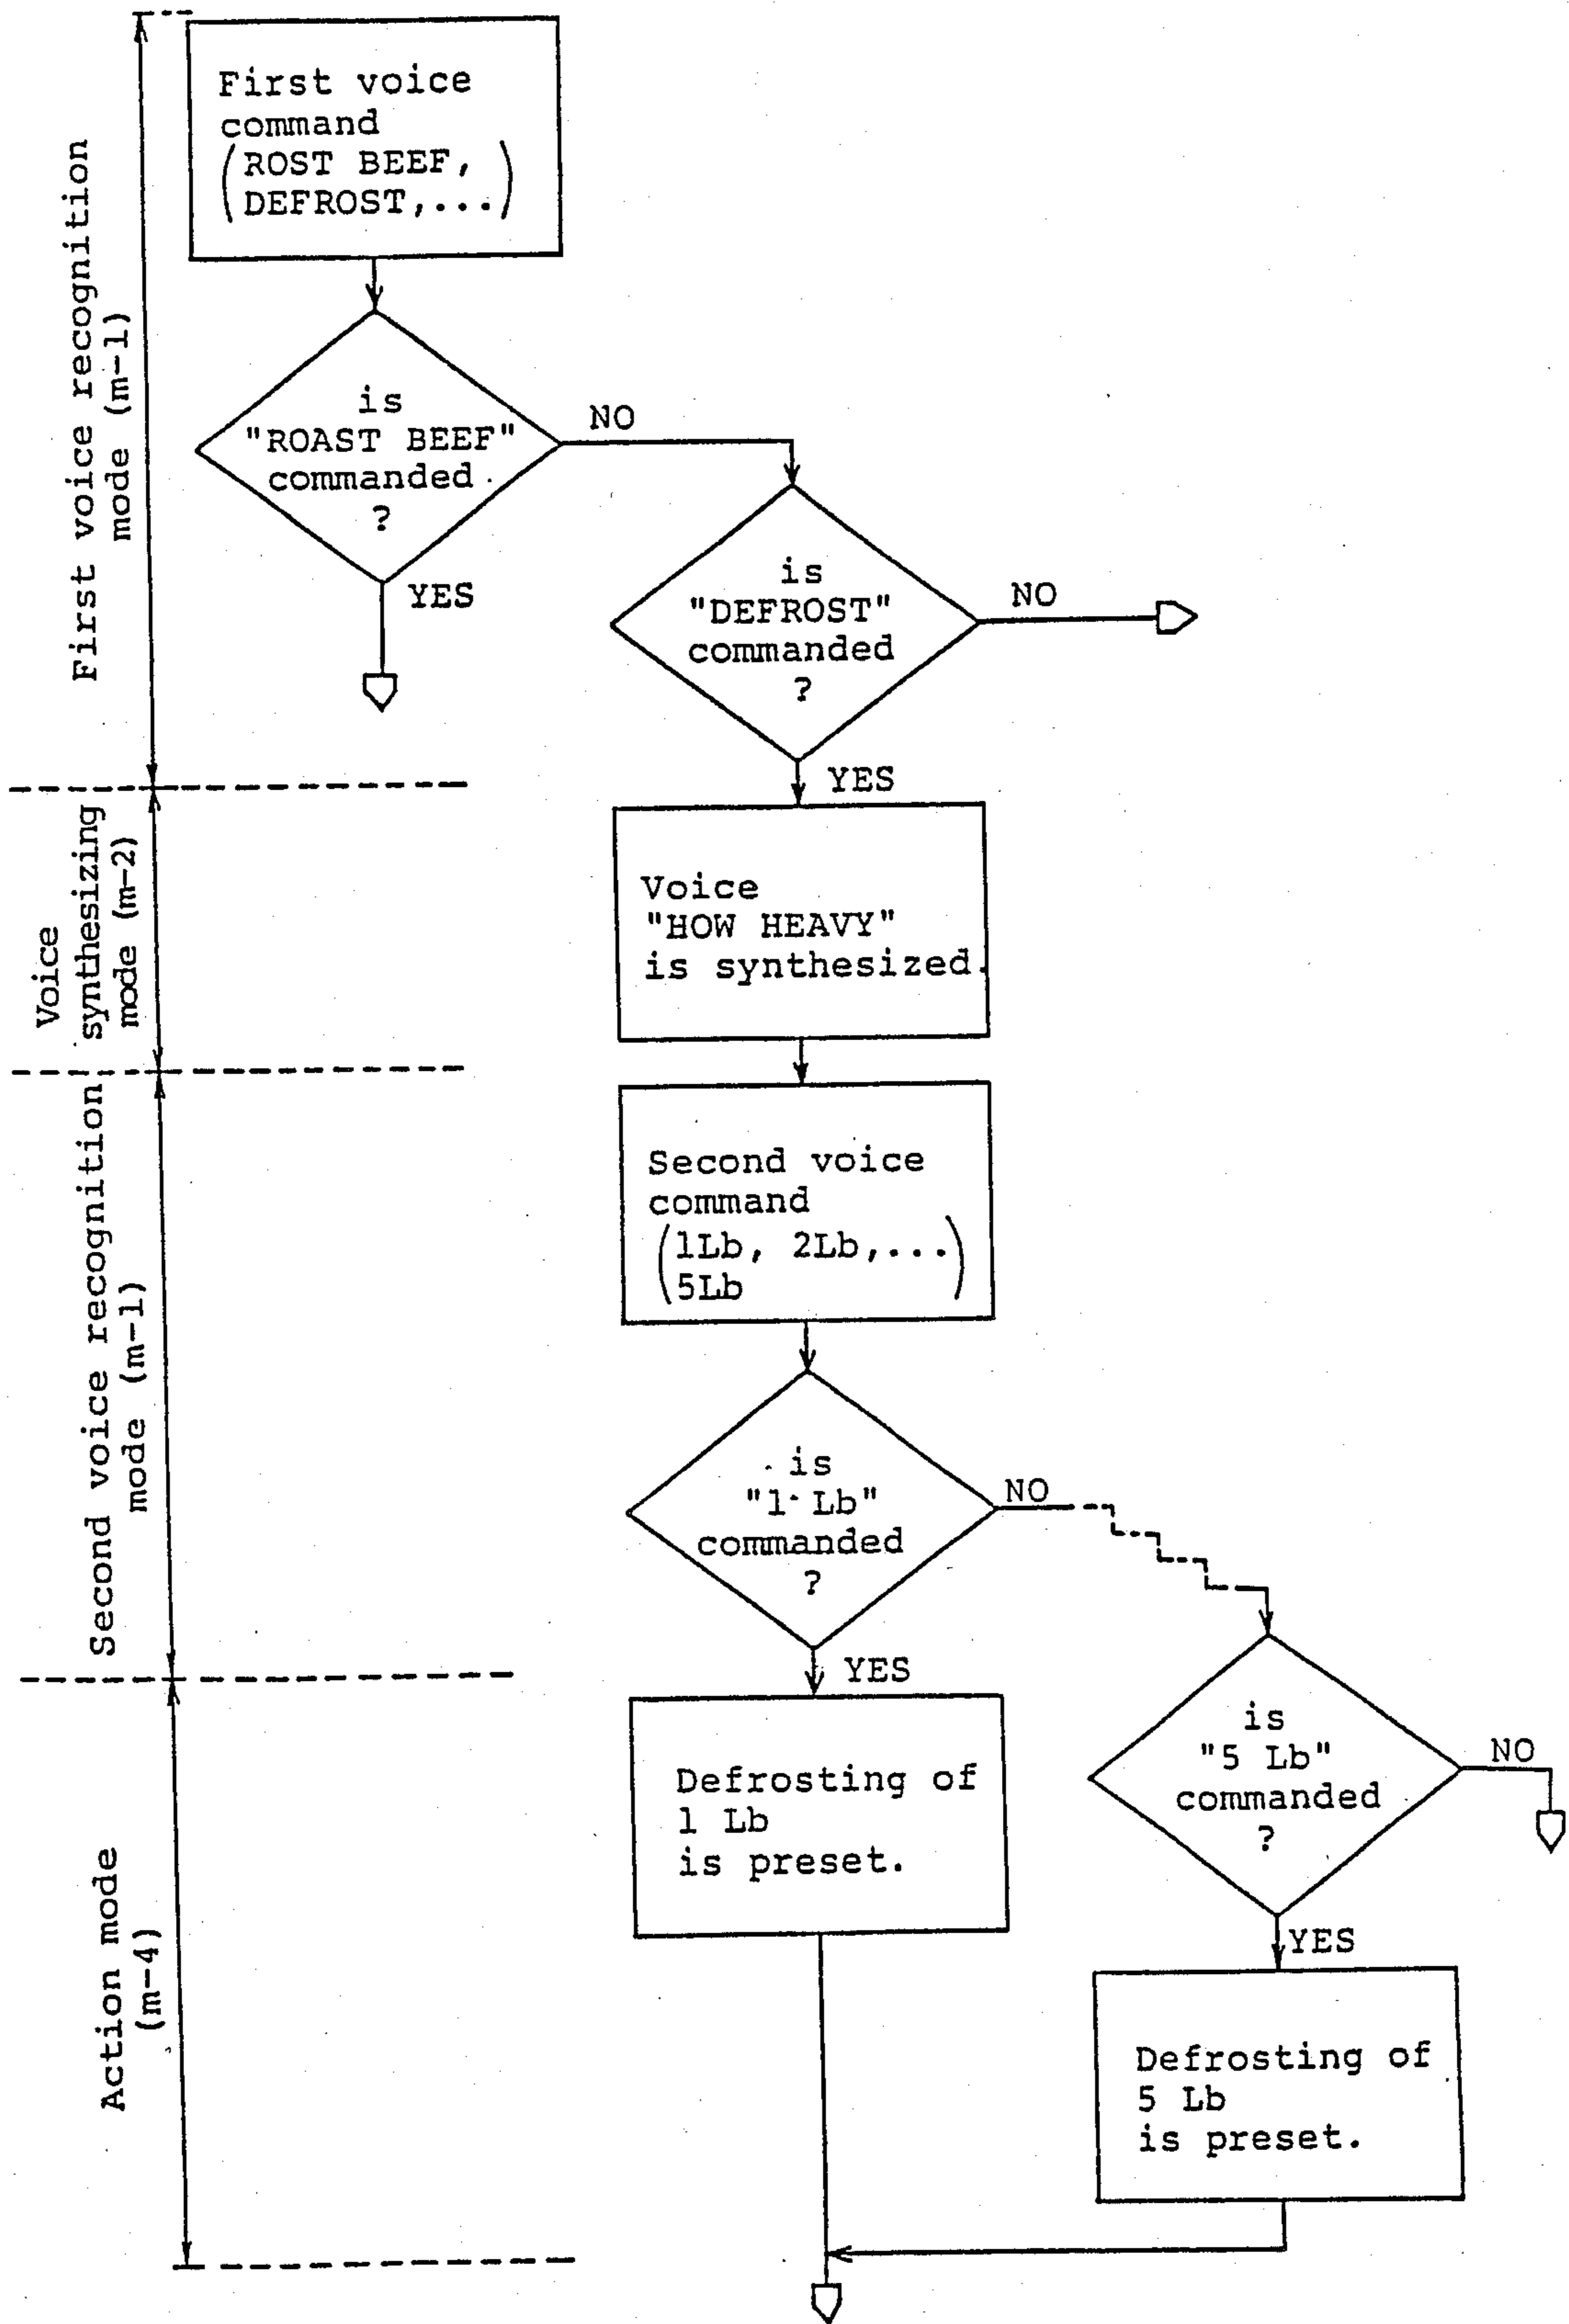 First voice recognition
mode (m-1)
First voice
command
(ROST BEEF,
DEFROST,...)
is
"ROAST BEEF"
commanded
?
NO
YES
is
"DEFROST"
commanded
?
NO
YES
Voice
synthesizing
mode (m-2)
Voice
"HOW HEAVY"
is synthesized.
Second voice recognition
mode (m-1)
Second voice
command
(1Lb, 2Lb,...
5Lb)
is
"1 Lb"
commanded
?
NO
YES
Action mode
(m-4)
Defrosting of
1 Lb
is preset.
is
"5 Lb"
commanded
?
NO
YES
Defrosting of
5 Lb
is preset.